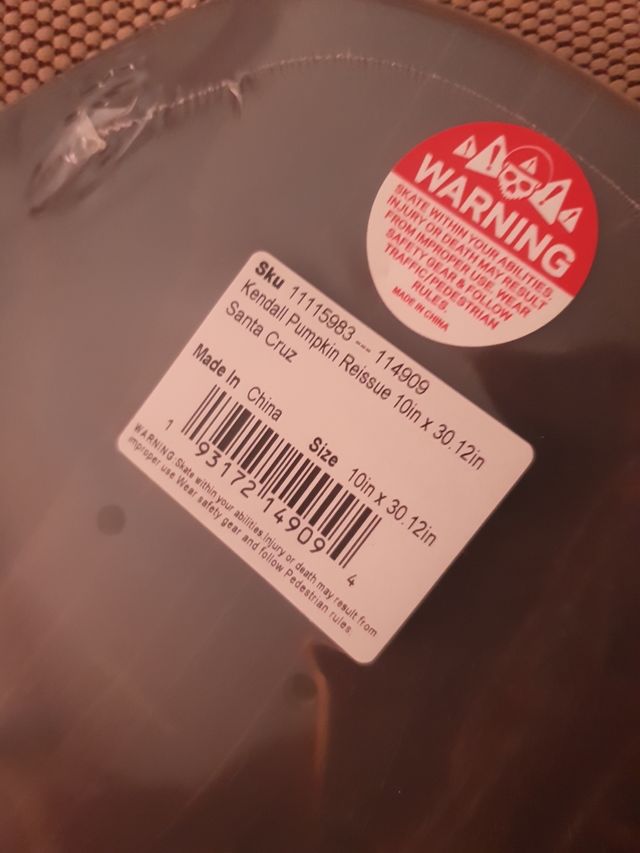 WARNING
SKATE WITHIN YOUR ABILITIES.
INJURY OR DEATH MAY RESULT
FROM IMPROPER USE. WEAR
SAFETY GEAR & FOLLOW
TRAFFIC/PEDESTRIAN
RULES.
MADE IN CHINA
Sku 11115983 --- 114909
Kendall Pumpkin Reissue 10in x 30.12in
Santa Cruz
Made In China
Size 10in x 30.12in
1 93172 14909 4
WARNING Skate within your abilities Injury or death may result from
improper use Wear safety gear and follow Pedestrian rules.